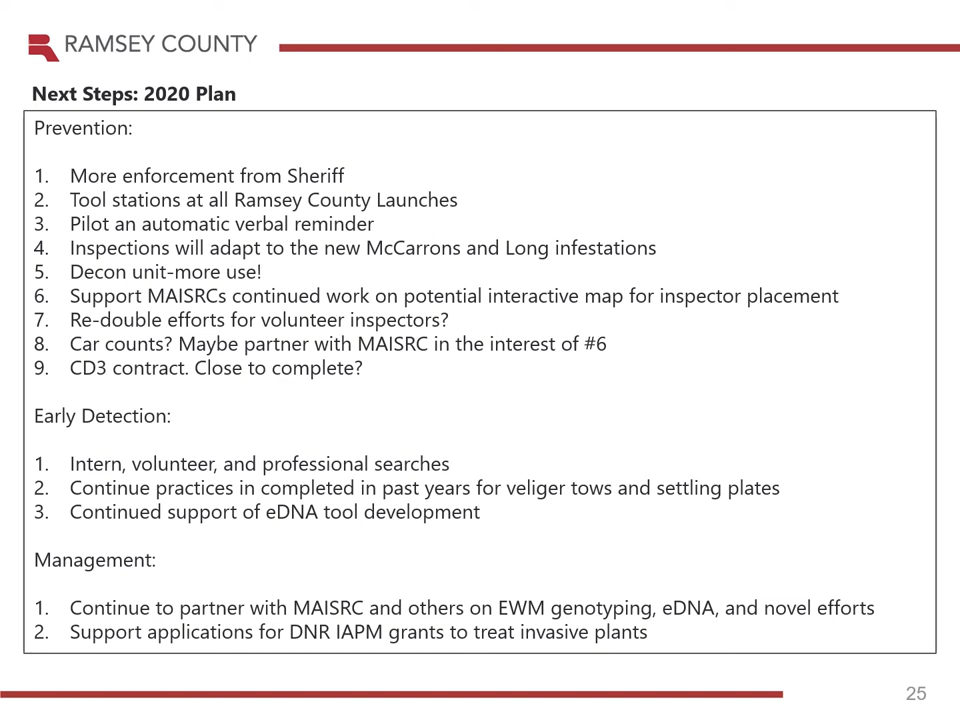 RAMSEY COUNTY
Next Steps: 2020 Plan
Prevention:
1. More enforcement from Sheriff
2. Tool stations at all Ramsey County Launches
3. Pilot an automatic verbal reminder
4. Inspections will adapt to the new McCarrons and Long infestations
5. Decon unit-more use!
6. Support MAISRCs continued work on potential interactive map for inspector placement
7. Re-double efforts for volunteer inspectors?
8. Car counts? Maybe partner with MAISRC in the interest of #6
9. CD3 contract. Close to complete?
Early Detection:
1. Intern, volunteer, and professional searches
2. Continue practices in completed in past years for veliger tows and settling plates
3. Continued support of eDNA tool development
Management:
1. Continue to partner with MAISRC and others on EWM genotyping, eDNA, and novel efforts
2. Support applications for DNR IAPM grants to treat invasive plants
25